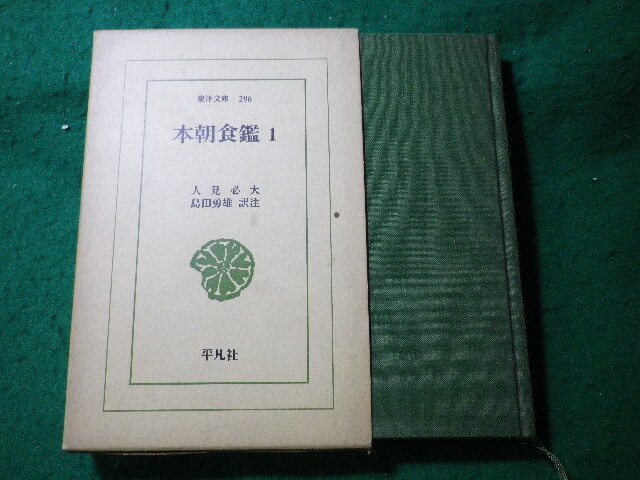 東洋文庫 296
本朝食鑑 1
人見必大
島田勇雄 訳注
平凡社